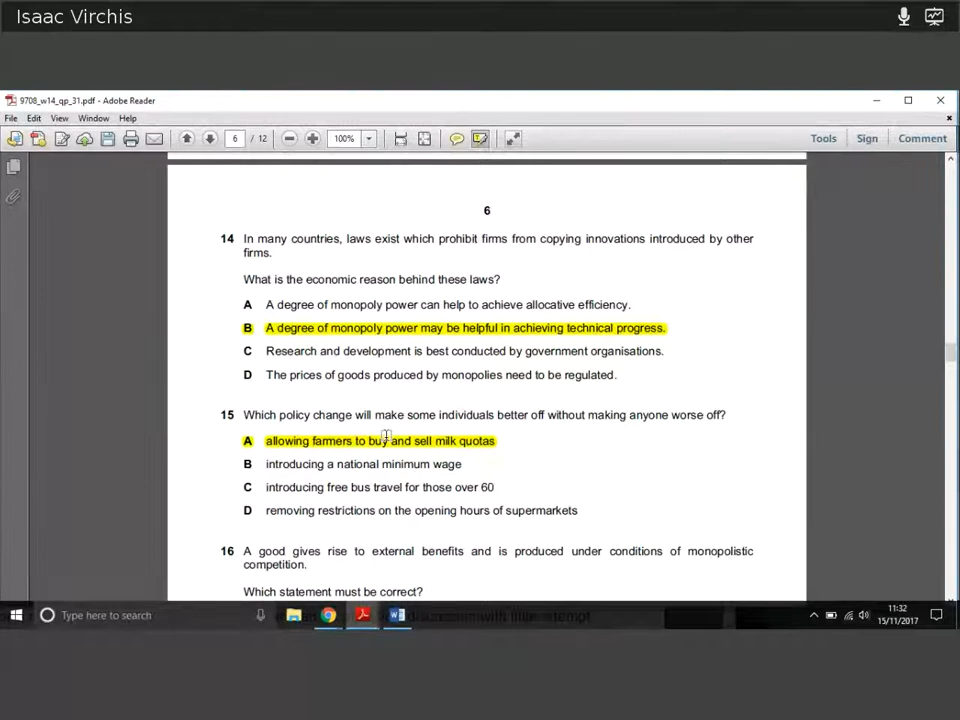 Isaac Virchis
9708_w14_qp_31.pdf - Adobe Reader
File Edit View Window Help
6 / 12 100% Tools Sign Comment
6
14 In many countries, laws exist which prohibit firms from copying innovations introduced by other
firms.
What is the economic reason behind these laws?
A A degree of monopoly power can help to achieve allocative efficiency.
B A degree of monopoly power may be helpful in achieving technical progress.
C Research and development is best conducted by government organisations.
D The prices of goods produced by monopolies need to be regulated.
15 Which policy change will make some individuals better off without making anyone worse off?
A allowing farmers to buy and sell milk quotas
B introducing a national minimum wage
C introducing free bus travel for those over 60
D removing restrictions on the opening hours of supermarkets
16 A good gives rise to external benefits and is produced under conditions of monopolistic
competition.
Which statement must be correct?
Type here to search
11:32
15/11/2017